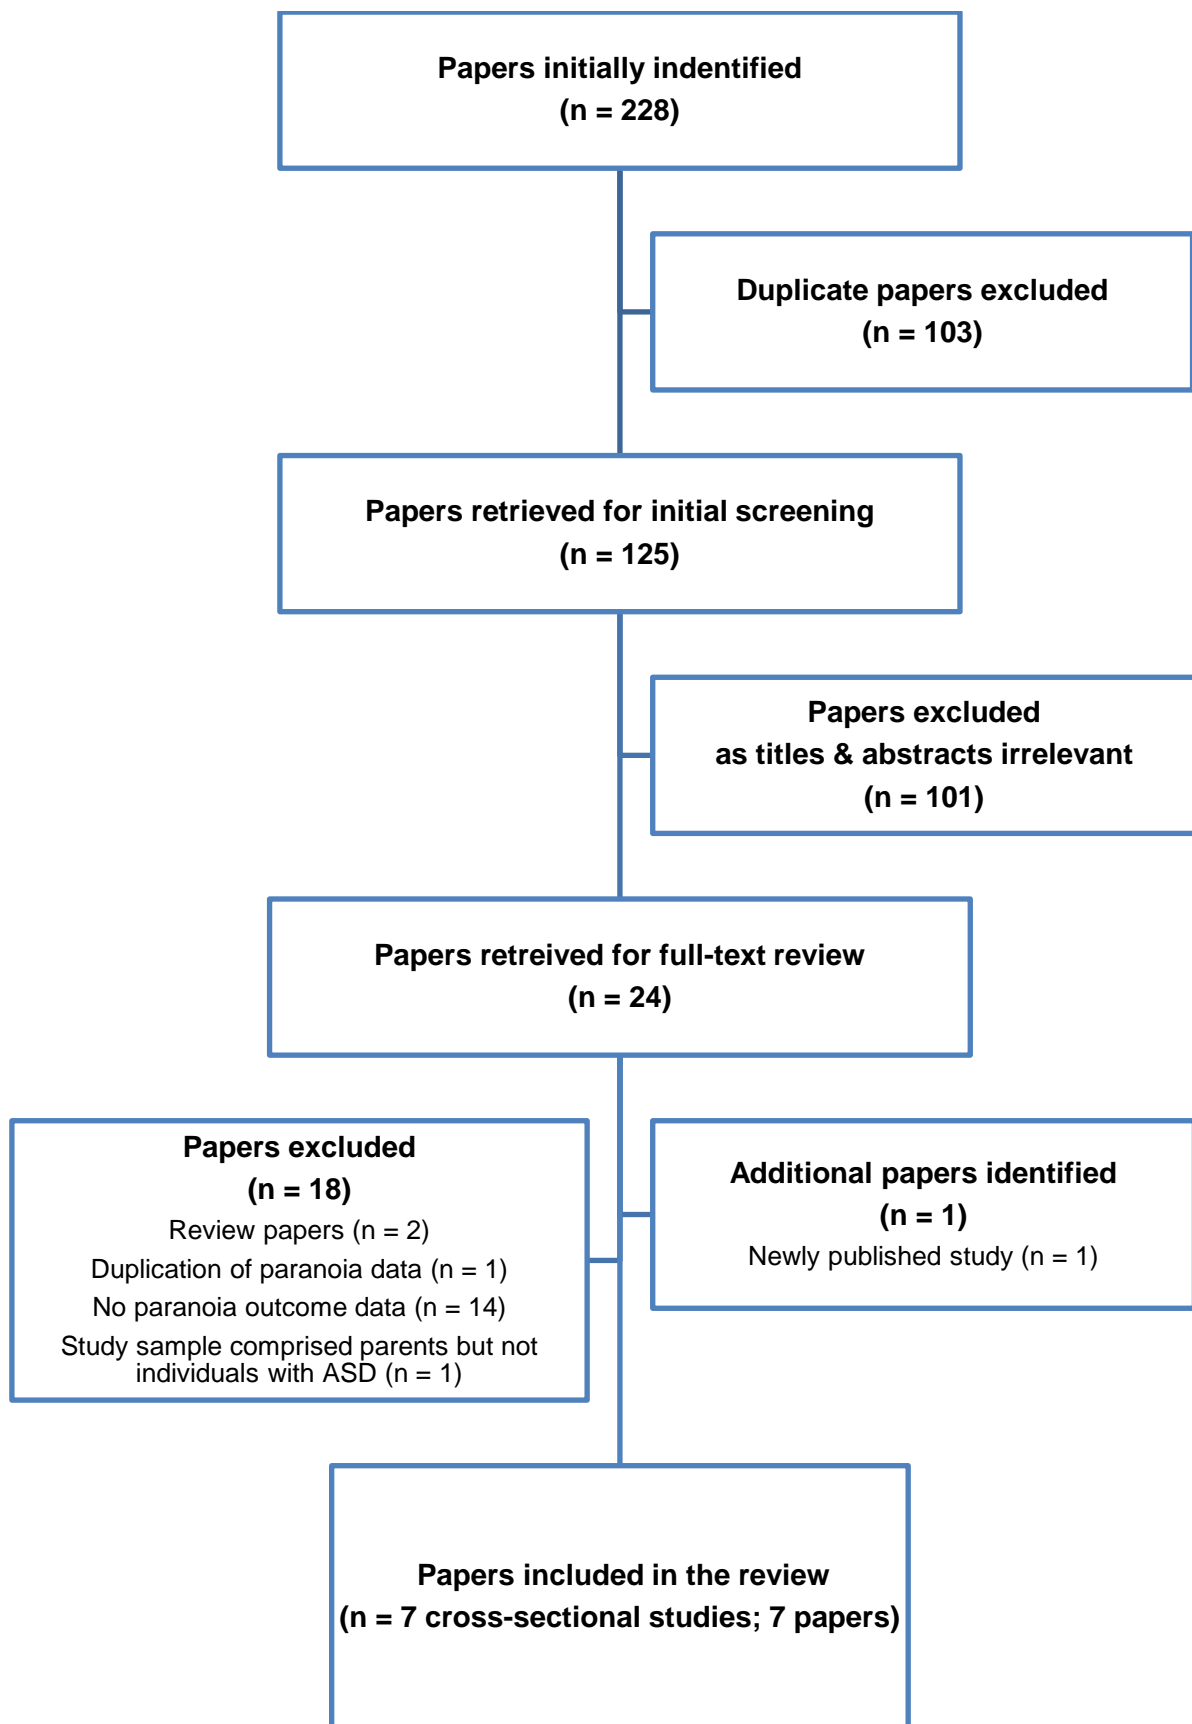 Papers initially indentified
(n = 228)
Duplicate papers excluded
(n = 103)
Papers retrieved for initial screening
(n = 125)
Papers excluded
as titles & abstracts irrelevant
(n = 101)
Papers retreived for full-text review
(n = 24)
Papers excluded
(n = 18)
Review papers (n = 2)
Duplication of paranoia data (n = 1)
No paranoia outcome data (n = 14)
Study sample comprised parents but not
individuals with ASD (n = 1)
Additional papers identified
(n = 1)
Newly published study (n = 1)
Papers included in the review
(n = 7 cross-sectional studies; 7 papers)